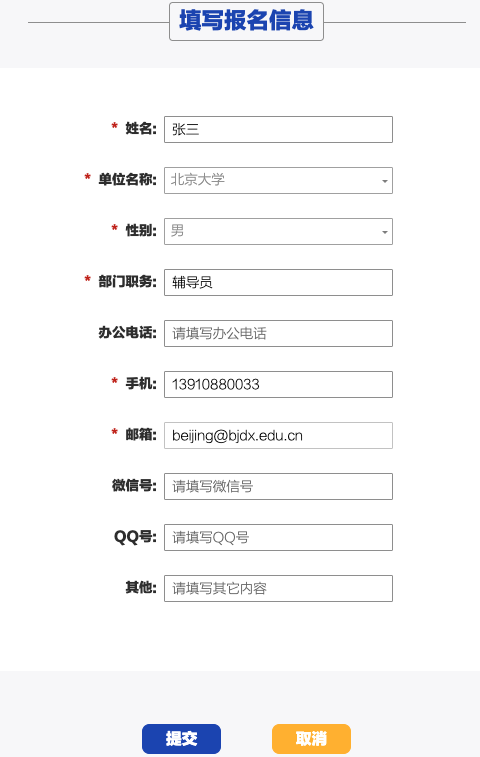 填写报名信息
* 姓名: 张三
* 单位名称: 北京大学
* 性别: 男
* 部门职务: 辅导员
办公电话: 请填写办公电话
* 手机: 13910880033
* 邮箱: beijing@bjdx.edu.cn
微信号: 请填写微信号
QQ号: 请填写QQ号
其他: 请填写其它内容
提交 取消